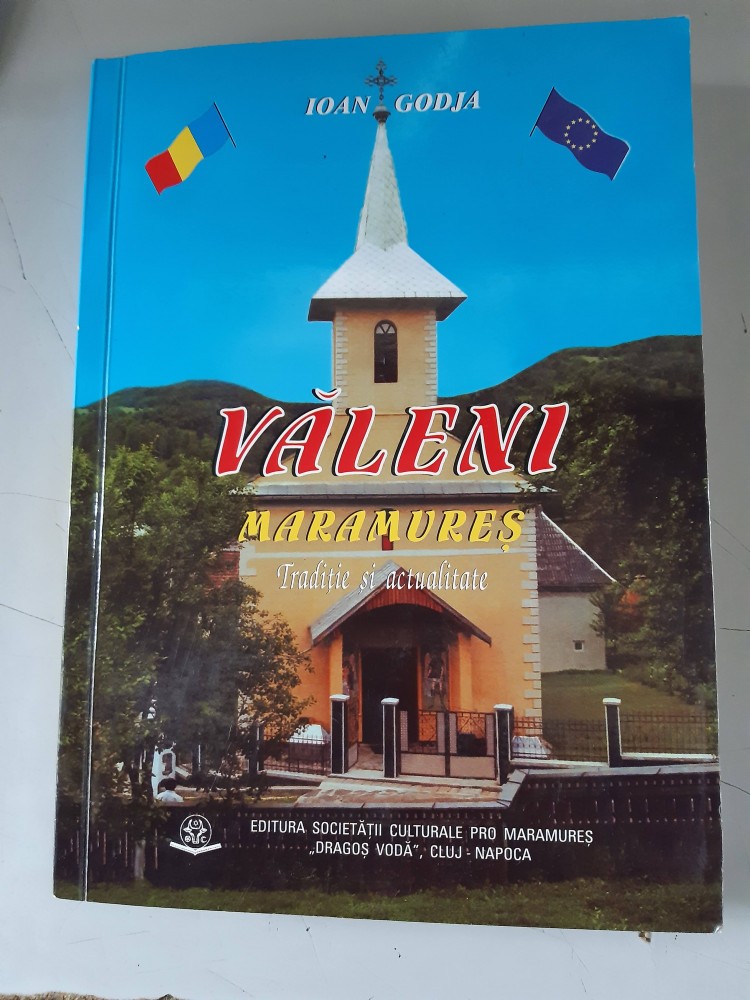 IOAN GODJA
VĂLENI
MARAMUREȘ
Tradiție și actualitate
EDITURA SOCIETĂȚII CULTURALE PRO MARAMUREȘ
„DRAGOȘ VODĂ”, CLUJ - NAPOCA